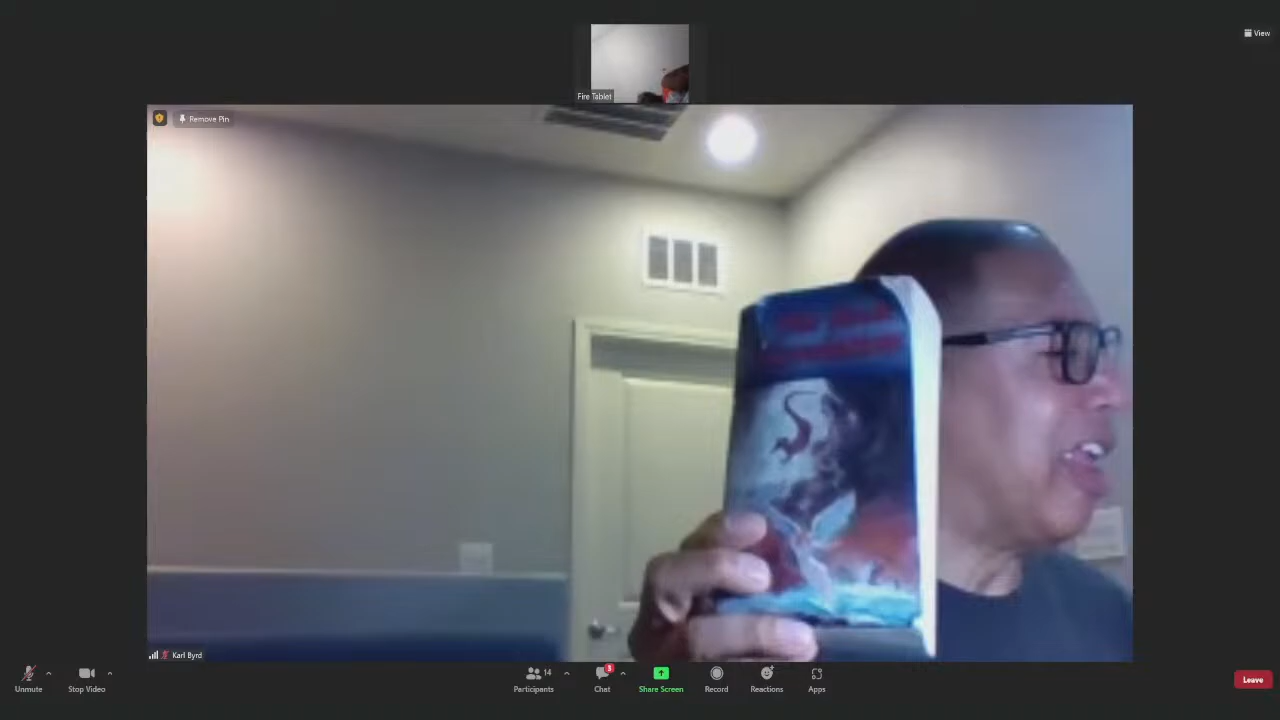 View
Fire Tablet
Remove Pin
Karl Byrd
Unmute
Stop Video
14
Participants
8
Chat
Share Screen
Record
Reactions
Apps
Leave